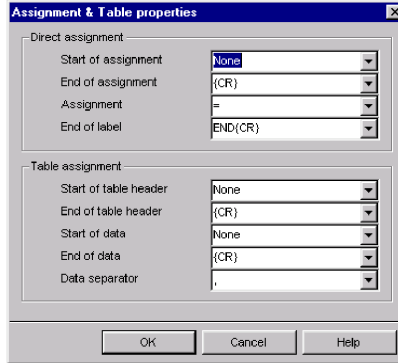 Assignment & Table properties
Direct assignment
Start of assignment None
End of assignment {CR}
Assignment =
End of label END{CR}
Table assignment
Start of table header None
End of table header {CR}
Start of data None
End of data {CR}
Data separator ,
OK Cancel Help